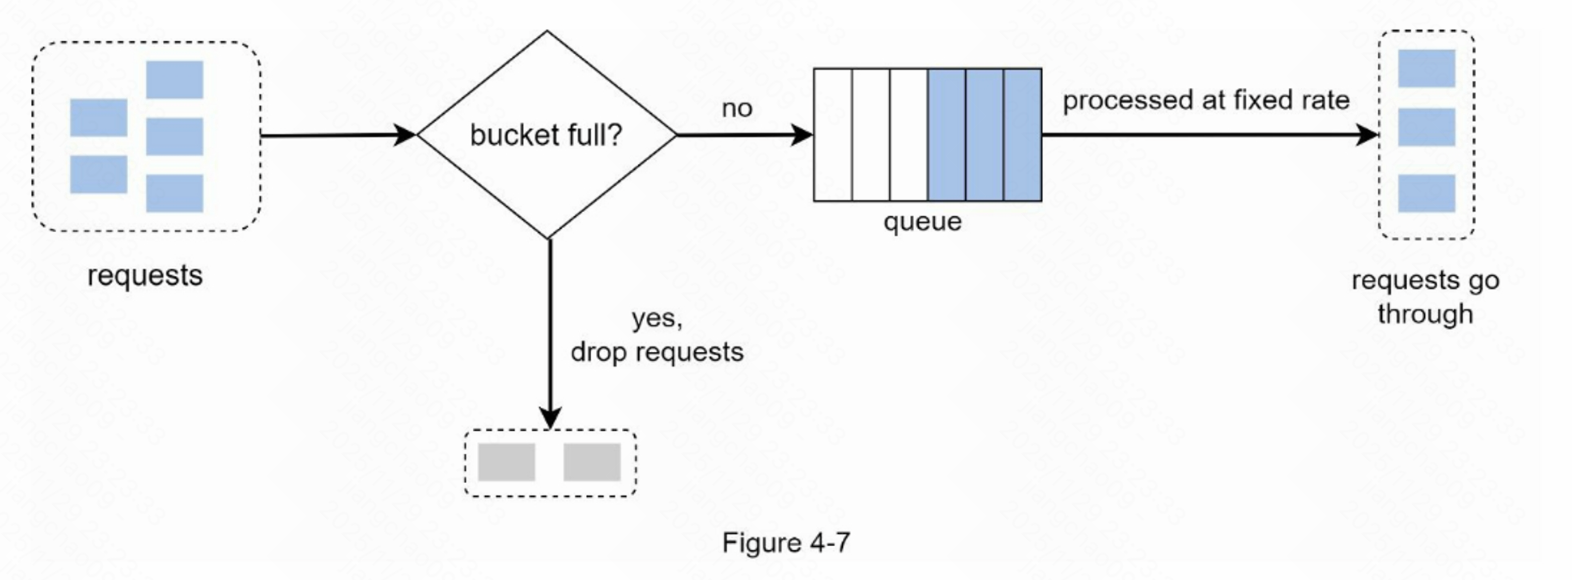 bucket full?
no
processed at fixed rate
queue
requests
requests go
through
yes,
drop requests
Figure 4-7